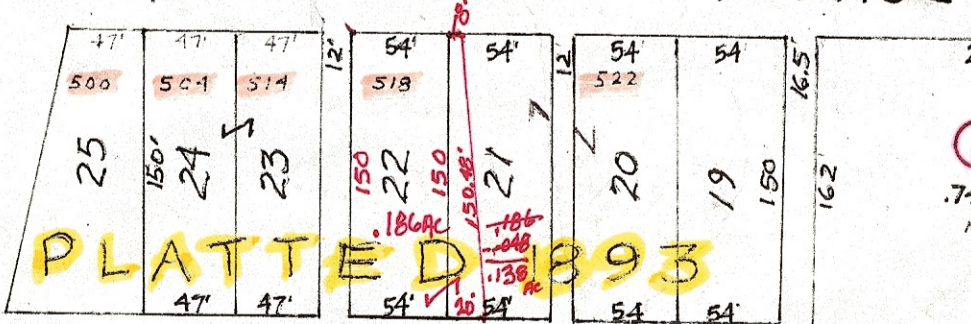 47' 47' 47' 12' 54' 54' 12 54' 54 16.5'
500 504 514 518 522
25 150' 24 23 150 22 150 150.48' 21 20 19 150 162'
.186AC .186
.048
.138
AC
PLATTED 1893
47' 47' 54' 20' 54' 54 54'